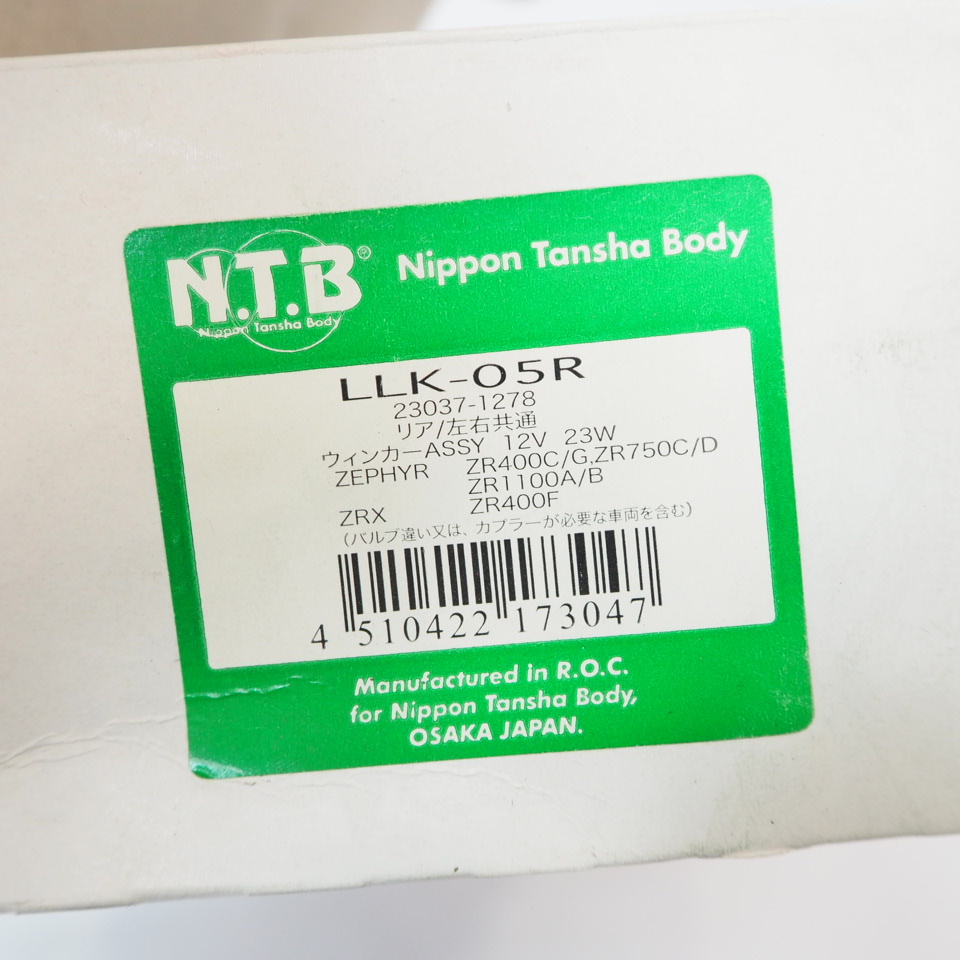 N.T.B®
Nippon Tansha Body
Nippon Tansha Body
LLK-05R
23037-1278
リア/左右共通
ウィンカーASSY 12V 23W
ZEPHYR ZR400C/G.ZR750C/D
ZR1100A/B
ZRX ZR400F
(バルブ違い又は、カプラーが必要な車両を含む)
4 510422 173047
Manufactured in R.O.C.
for Nippon Tansha Body,
OSAKA JAPAN.